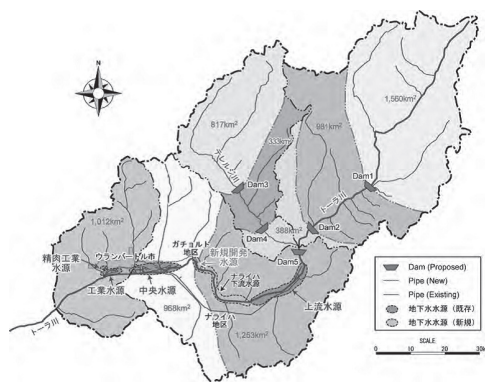 N
1,560km²
817km²
333km²
981km²
テレルジ川
Dam3
Dam1
トーラ川
Dam2
Dam4
388km²
Dam5
1,012km²
ガチョルト
地区
新規開発
水源
精肉工業
水源
ウランバートル市
ナライハ
下流水源
工業水源
中央水源
上流水源
ナライハ
地区
968km²
1,263km²
トーラ川
Dam (Proposed)
Pipe (New)
Pipe (Existing)
地下水水源（既存）
地下水水源（新規）
SCALE
0
10
20
30k